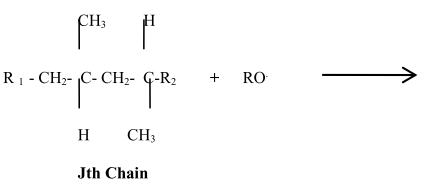 CH₃ H
R 1 - CH₂- C- CH₂- C-R₂ + RO·
H CH₃
Jth Chain